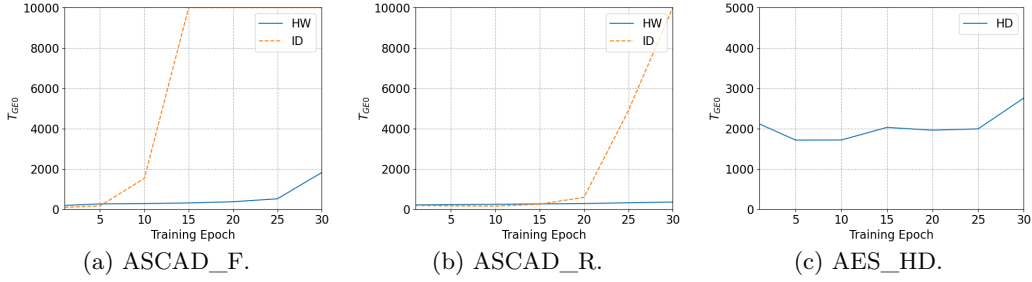 10000
8000
6000
4000
2000
0
T_GE0
5 10 15 20 25 30
Training Epoch
HW
ID
(a) ASCAD_F.
10000
8000
6000
4000
2000
0
T_GE0
5 10 15 20 25 30
Training Epoch
HW
ID
(b) ASCAD_R.
5000
4000
3000
2000
1000
0
T_GE0
5 10 15 20 25 30
Training Epoch
HD
(c) AES_HD.